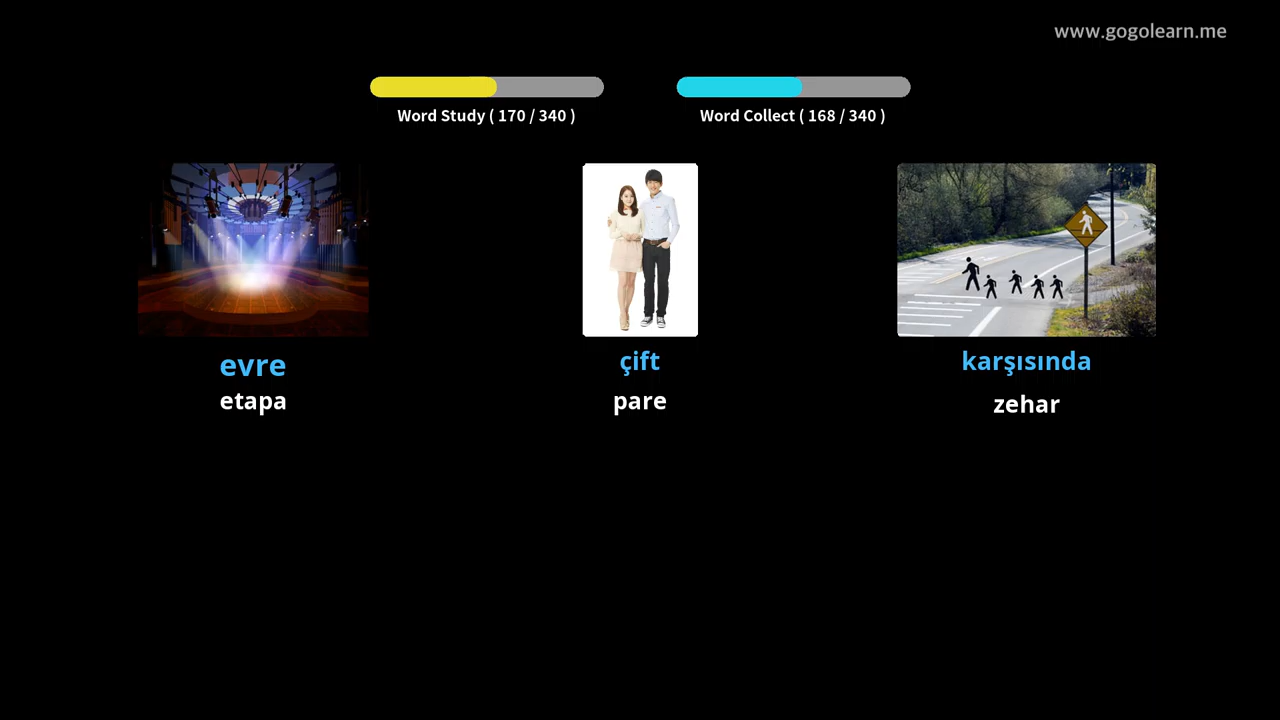 www.gogolearn.me
Word Study ( 170 / 340 )
Word Collect ( 168 / 340 )
evre
etapa
çift
pare
karşısında
zehar